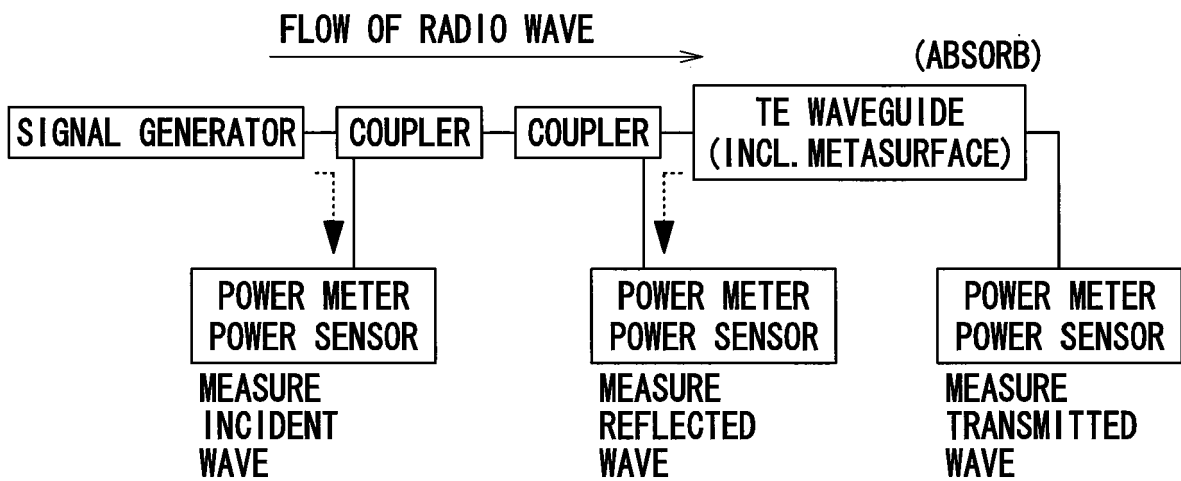 FLOW OF RADIO WAVE
(ABSORB)
SIGNAL GENERATOR
COUPLER
COUPLER
TE WAVEGUIDE
(INCL. METASURFACE)
POWER METER
POWER SENSOR
MEASURE
INCIDENT
WAVE
POWER METER
POWER SENSOR
MEASURE
REFLECTED
WAVE
POWER METER
POWER SENSOR
MEASURE
TRANSMITTED
WAVE